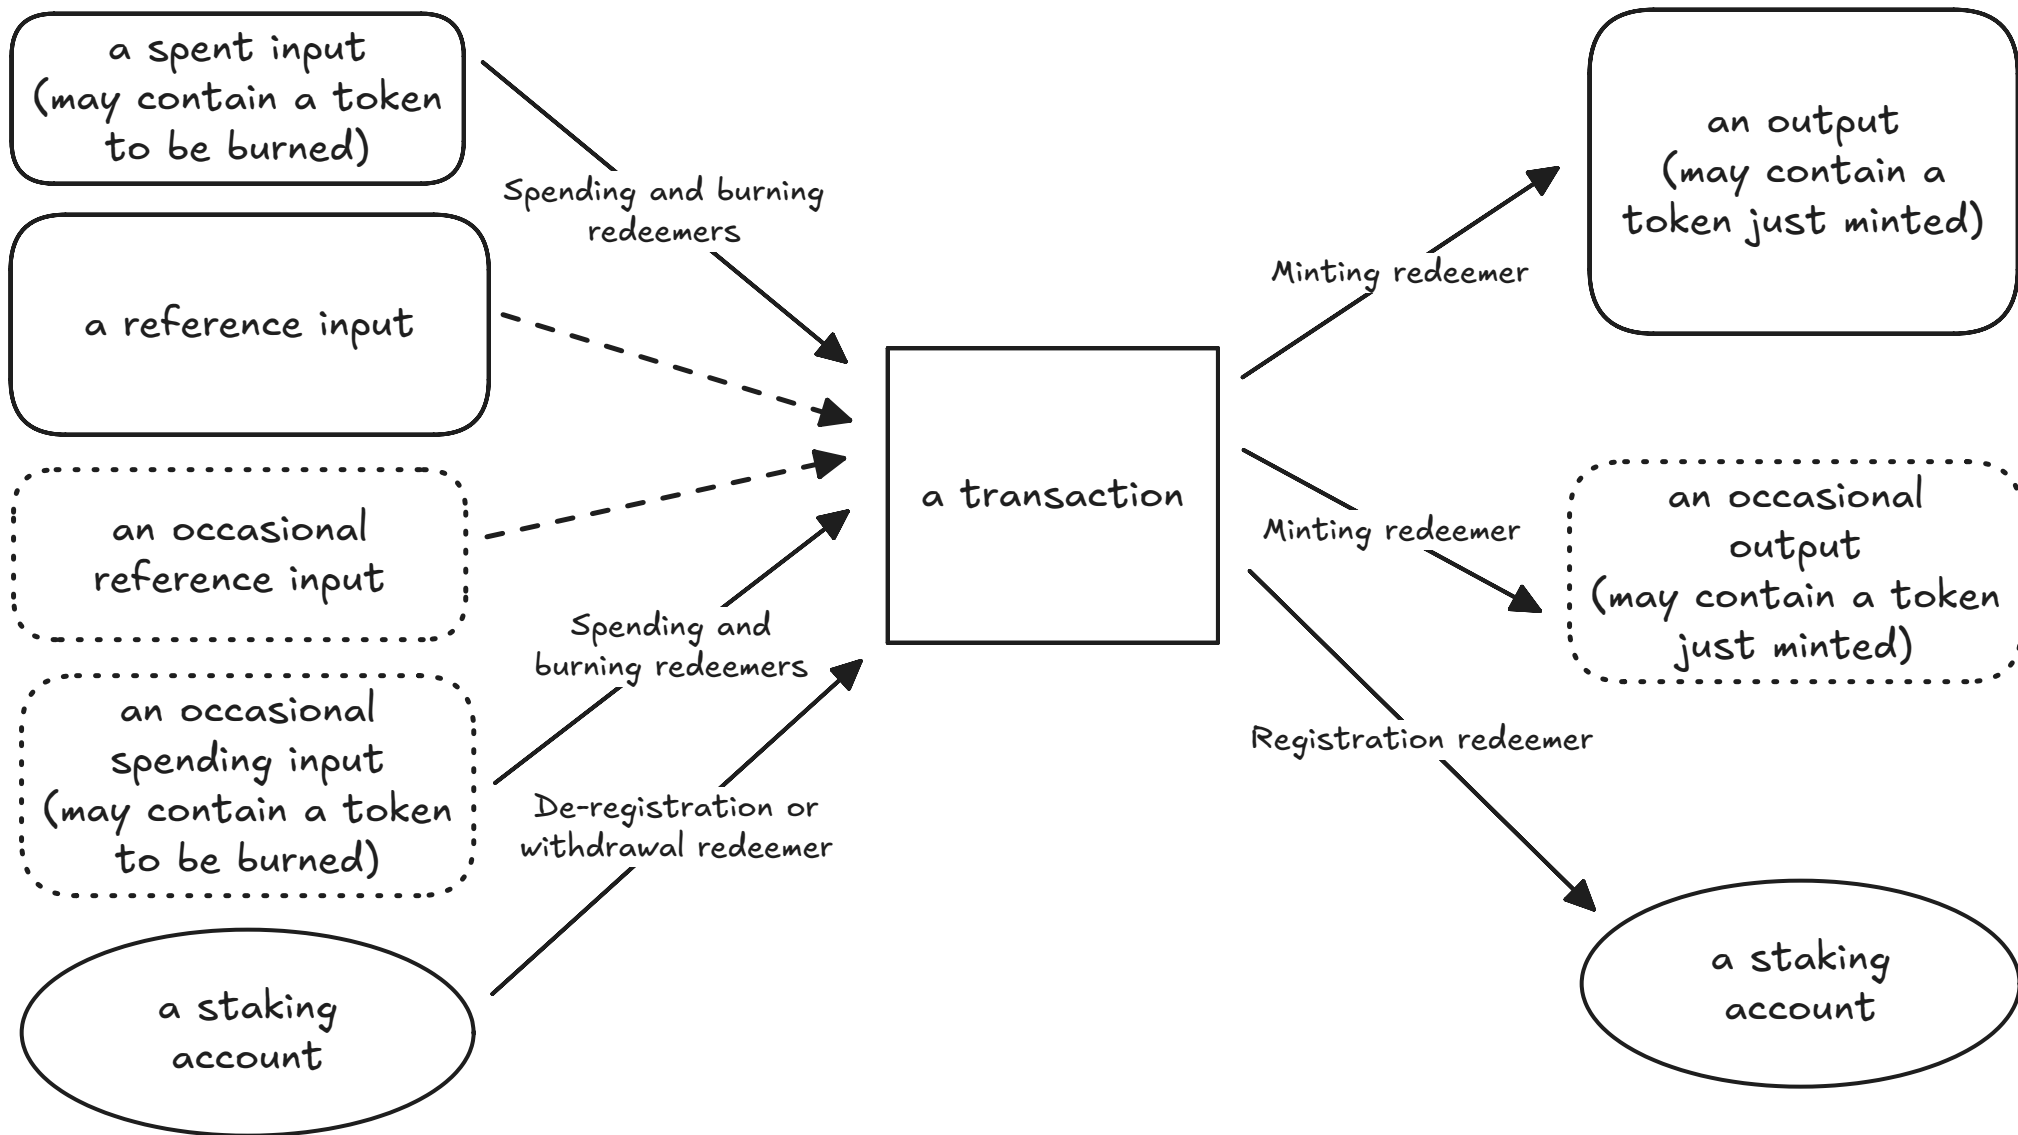 a spent input
(may contain a token
to be burned)
Spending and burning
redeemers
a reference input
an occasional
reference input
Spending and
burning redeemers
an occasional
spending input
(may contain a token
to be burned)
De-registration or
withdrawal redeemer
a staking
account
a transaction
Minting redeemer
an output
(may contain a
token just minted)
Minting redeemer
an occasional
output
(may contain a token
just minted)
Registration redeemer
a staking
account